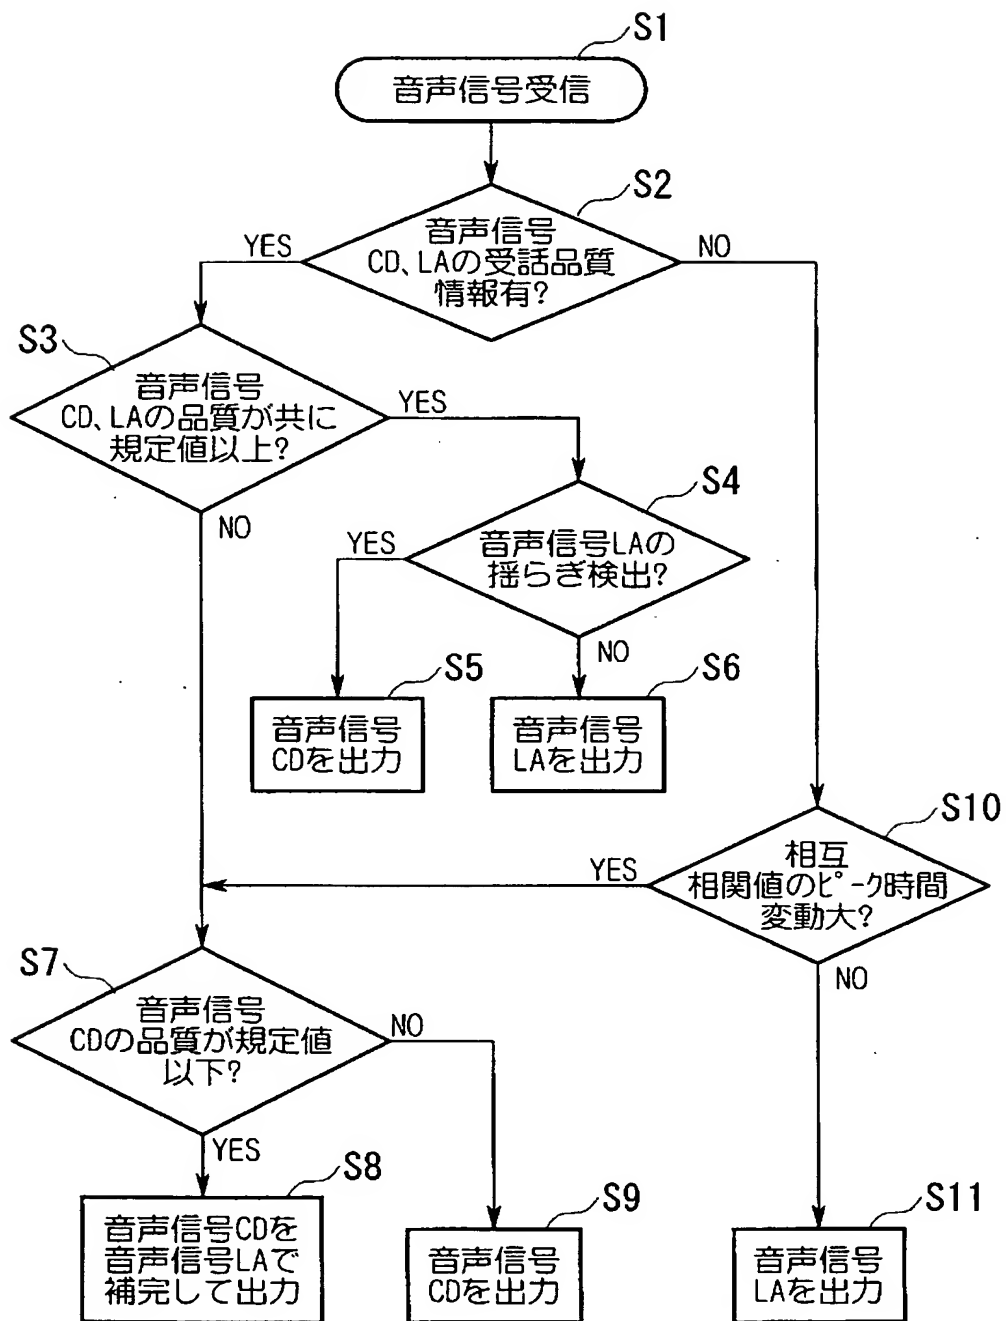 S1
音声信号受信
S2
音声信号
CD、LAの受話品質
情報有?
YES
NO
S3
音声信号
CD、LAの品質が共に
規定値以上?
YES
NO
S4
音声信号LAの
揺らぎ検出?
YES
NO
S5
音声信号
CDを出力
S6
音声信号
LAを出力
S10
相互
相関値のピーク時間
変動大?
YES
NO
S7
音声信号
CDの品質が規定値
以下?
NO
YES
S8
音声信号CDを
音声信号LAで
補完して出力
S9
音声信号
CDを出力
S11
音声信号
LAを出力